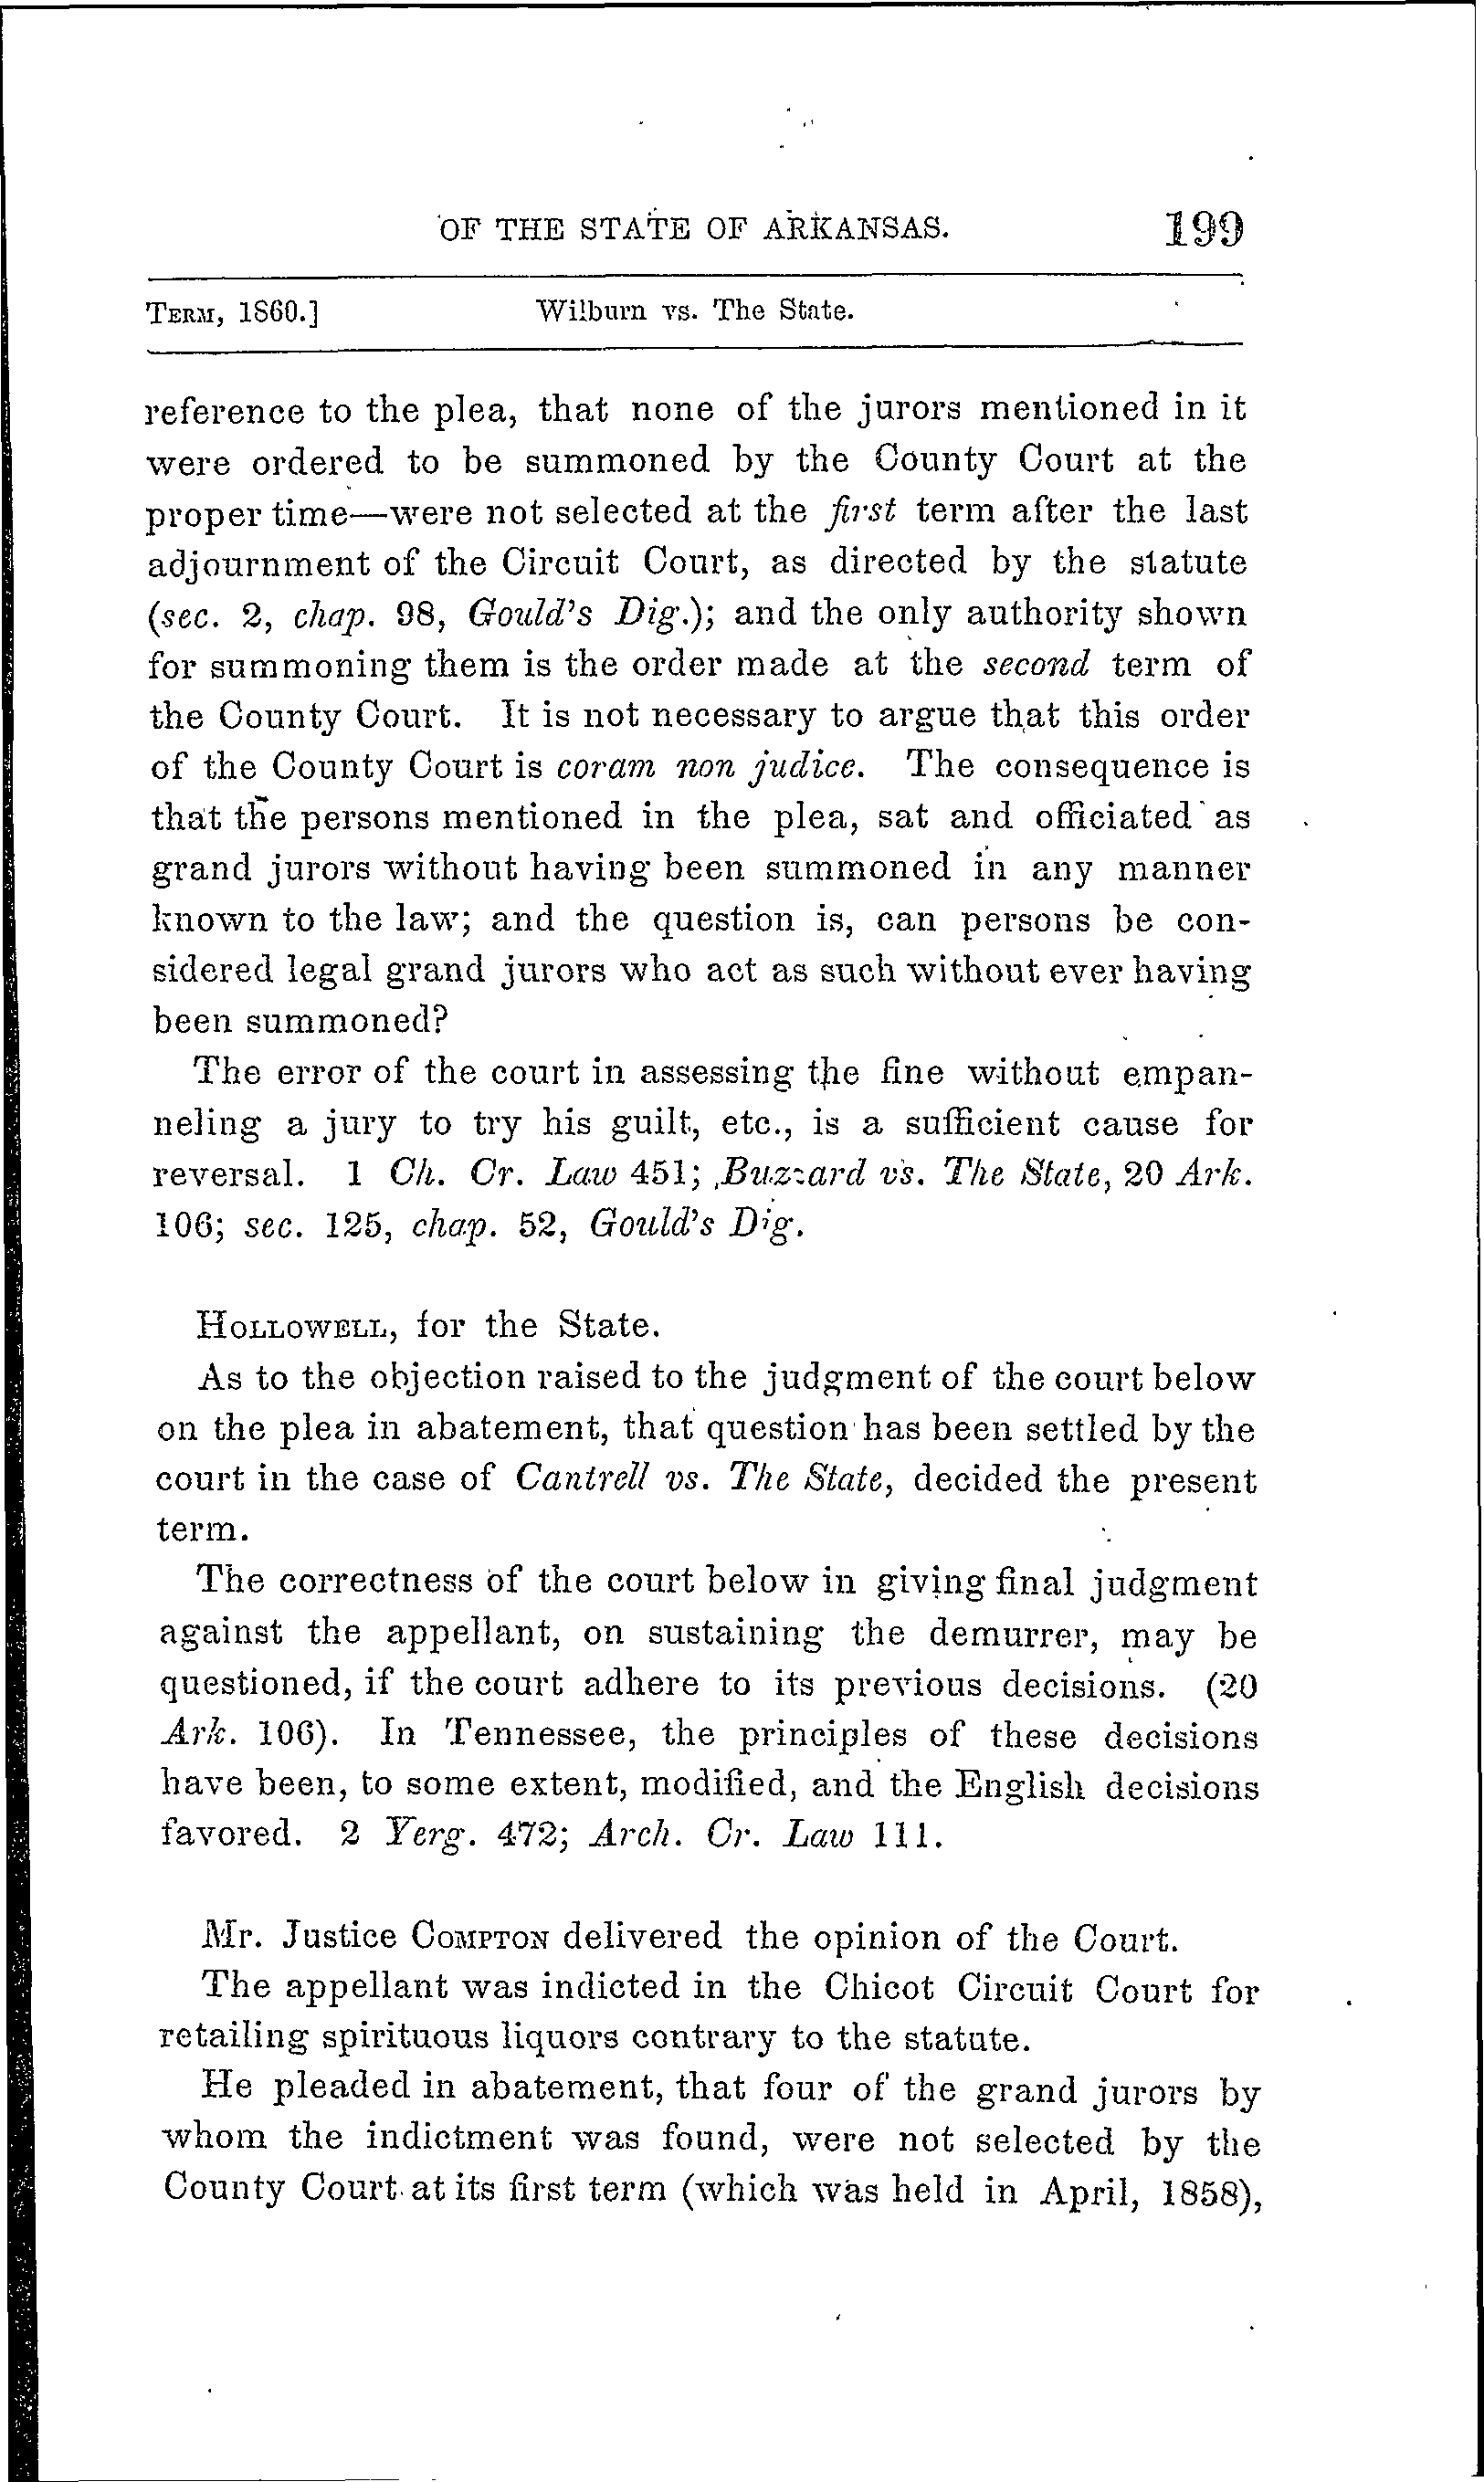 OF THE STATE OF ARKANSAS. 199
TERM, 1860.] Wilburn vs. The State.
reference to the plea, that none of the jurors mentioned in it
were ordered to be summoned by the County Court at the
proper time—were not selected at the first term after the last
adjournment of the Circuit Court, as directed by the statute
(sec. 2, chap. 98, Gould's Dig.); and the only authority shown
for summoning them is the order made at the second term of
the County Court. It is not necessary to argue that this order
of the County Court is coram non judice. The consequence is
that the persons mentioned in the plea, sat and officiated as
grand jurors without having been summoned in any manner
known to the law; and the question is, can persons be con-
sidered legal grand jurors who act as such without ever having
been summoned?
The error of the court in assessing the fine without empan-
neling a jury to try his guilt, etc., is a sufficient cause for
reversal. 1 Ch. Cr. Law 451; Buzzard vs. The State, 20 Ark.
106; sec. 125, chap. 52, Gould's Dig.
HOLLOWELL, for the State.
As to the objection raised to the judgment of the court below
on the plea in abatement, that question has been settled by the
court in the case of Cantrell vs. The State, decided the present
term.
The correctness of the court below in giving final judgment
against the appellant, on sustaining the demurrer, may be
questioned, if the court adhere to its previous decisions. (20
Ark. 106). In Tennessee, the principles of these decisions
have been, to some extent, modified, and the English decisions
favored. 2 Yerg. 472; Arch. Cr. Law 111.
Mr. Justice COMPTON delivered the opinion of the Court.
The appellant was indicted in the Chicot Circuit Court for
retailing spirituous liquors contrary to the statute.
He pleaded in abatement, that four of the grand jurors by
whom the indictment was found, were not selected by the
County Court at its first term (which was held in April, 1858),